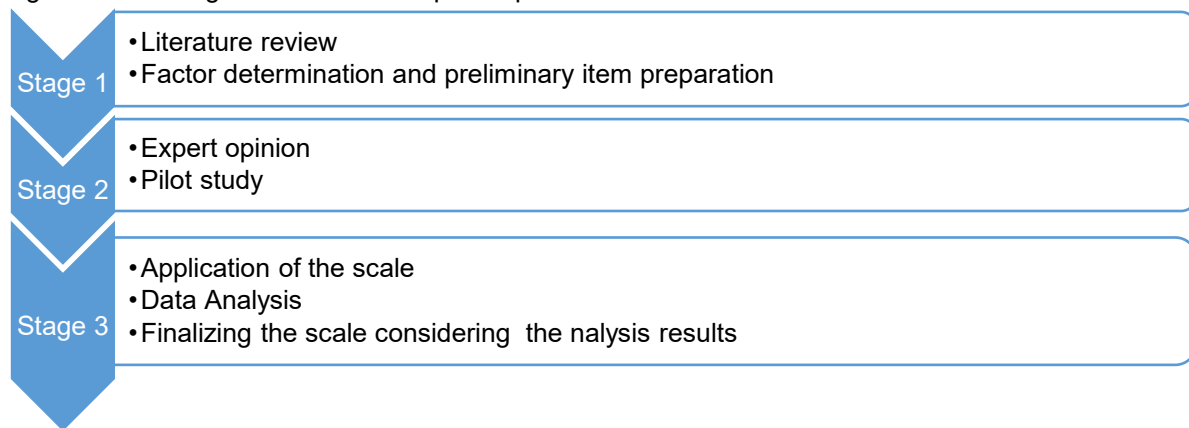 Stage 1
•Literature review
•Factor determination and preliminary item preparation
Stage 2
•Expert opinion
•Pilot study
Stage 3
•Application of the scale
•Data Analysis
•Finalizing the scale considering  the nalysis results